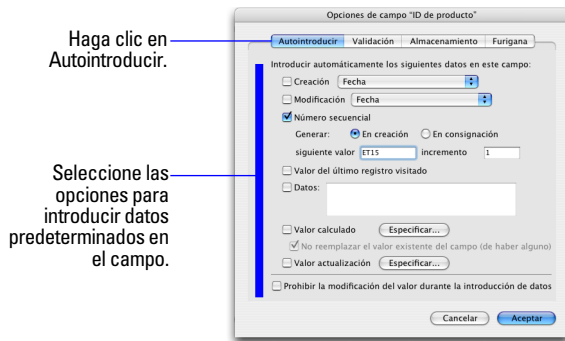 Opciones de campo “ID de producto”
Haga clic en
Autointroducir.
Autointroducir Validación Almacenamiento Furigana
Introducir automáticamente los siguientes datos en este campo:
Creación Fecha
Modificación Fecha
Número secuencial
Generar: En creación En consignación
siguiente valor ET15 incremento 1
Valor del último registro visitado
Datos:
Seleccione las
opciones para
introducir datos
predeterminados en
el campo.
Valor calculado Especificar...
No reemplazar el valor existente del campo (de haber alguno)
Valor actualización Especificar...
Prohibir la modificación del valor durante la introducción de datos
Cancelar Aceptar